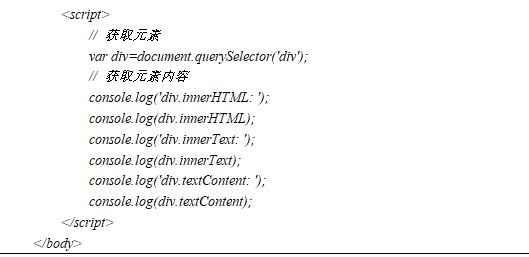 <script>
// 获取元素
var div=document.querySelector('div');
// 获取元素内容
console.log('div.innerHTML: ');
console.log(div.innerHTML);
console.log('div.innerText: ');
console.log(div.innerText);
console.log('div.textContent: ');
console.log(div.textContent);
</script>
</body>